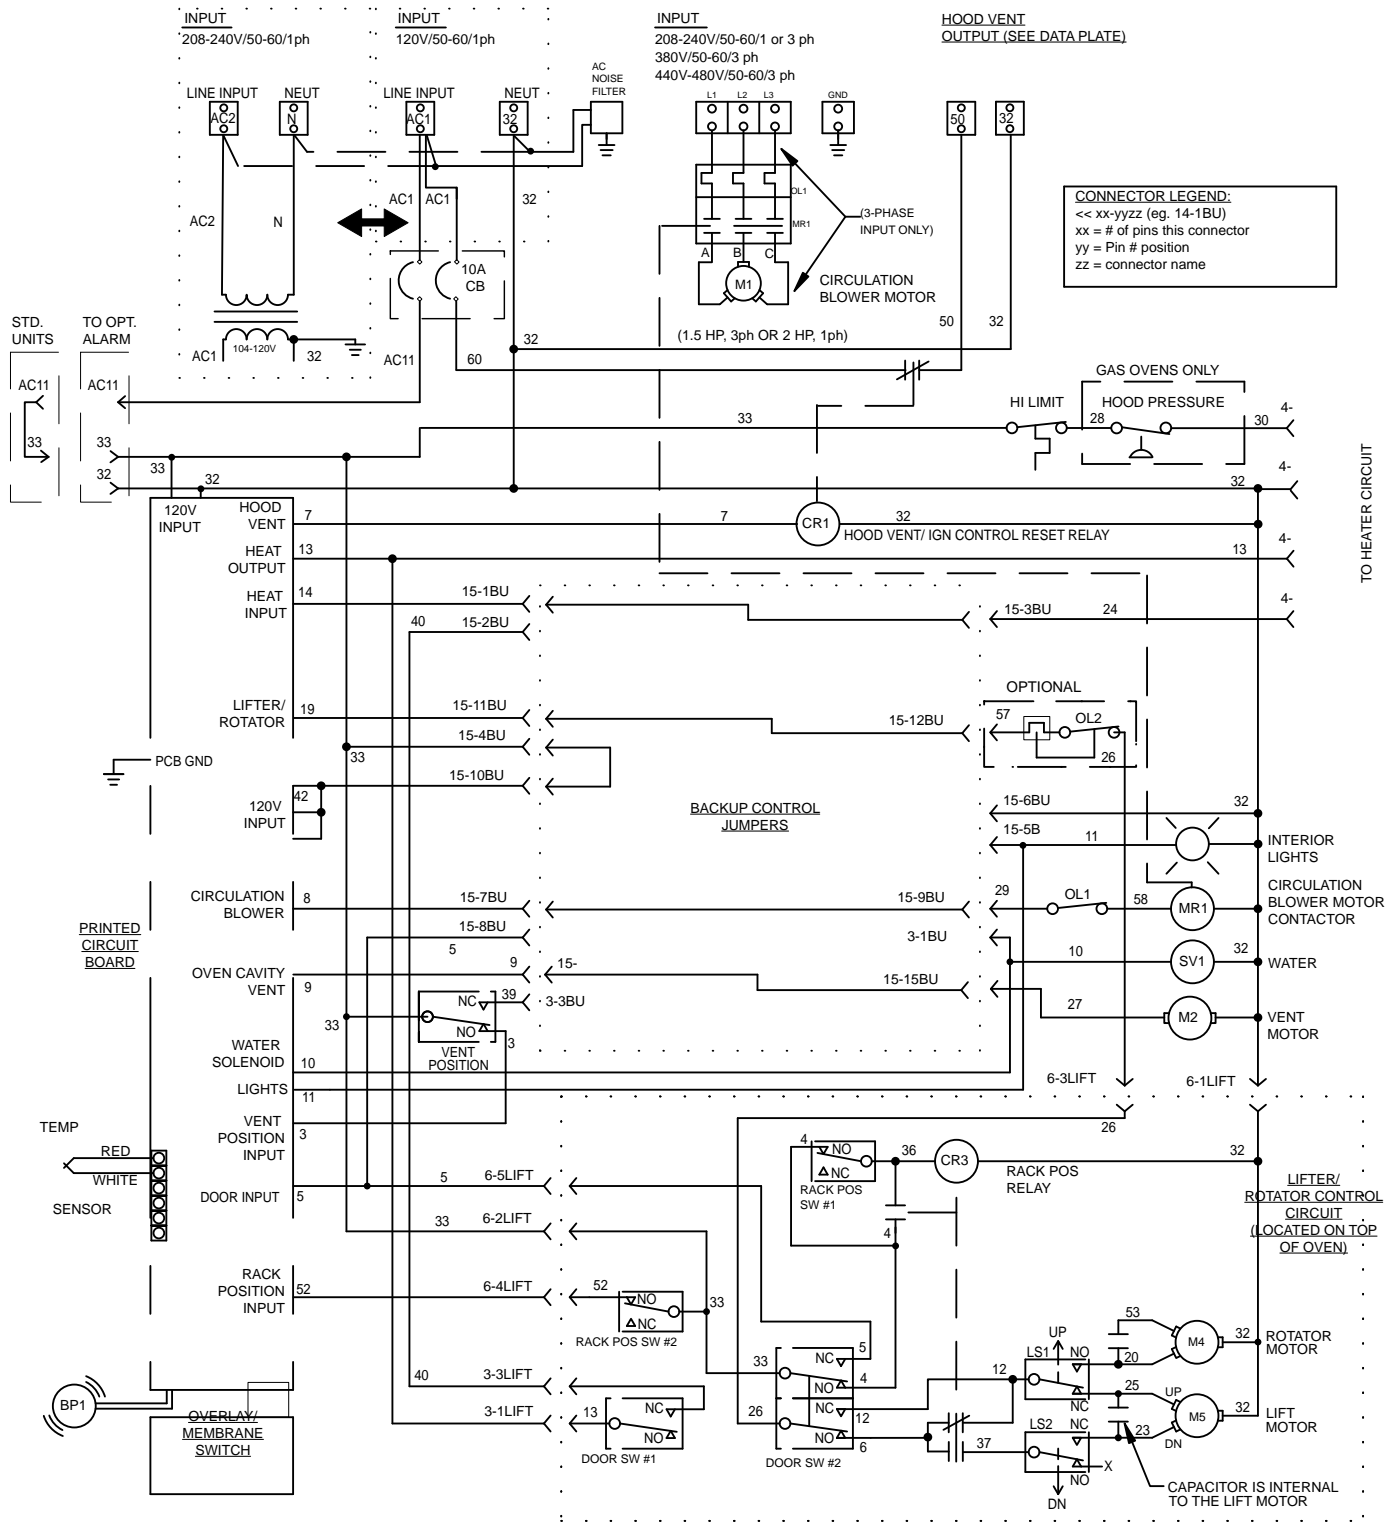 INPUT
208-240V/50-60/1ph
INPUT
120V/50-60/1ph
INPUT
208-240V/50-60/1 or 3 ph
380V/50-60/3 ph
440V-480V/50-60/3 ph
HOOD VENT
OUTPUT (SEE DATA PLATE)
AC
NOISE
FILTER
LINE INPUT
NEUT
LINE INPUT
NEUT
L1
L2
L3
GND
AC2
N
AC1
32
50
32
AC2
N
AC1
AC1
32
OL1
MR1
(3-PHASE
INPUT ONLY)
A
B
C
M1
CIRCULATION
BLOWER MOTOR
(1.5 HP, 3ph OR 2 HP, 1ph)
CONNECTOR LEGEND:
<< xx-yyzz (eg. 14-1BU)
xx = # of pins this connector
yy = Pin # position
zz = connector name
10A
CB
50
32
STD.
UNITS
TO OPT.
ALARM
104-120V
AC1
32
AC11
32
60
AC11
AC11
33
33
32
33
32
33
GAS OVENS ONLY
HI LIMIT
HOOD PRESSURE
28
30
4-
32
4-
4-
4-
TO HEATER CIRCUIT
120V
INPUT
HOOD
VENT
7
7
CR1
32
HOOD VENT/ IGN CONTROL RESET RELAY
HEAT
OUTPUT
13
13
HEAT
INPUT
14
15-1BU
15-3BU
24
40
15-2BU
OPTIONAL
LIFTER/
ROTATOR
19
15-11BU
15-12BU
57
OL2
26
15-4BU
33
PCB GND
15-10BU
42
120V
INPUT
BACKUP CONTROL
JUMPERS
15-6BU
32
15-5B
11
INTERIOR
LIGHTS
CIRCULATION
BLOWER
8
15-7BU
15-9BU
29
OL1
58
MR1
CIRCULATION
BLOWER MOTOR
CONTACTOR
15-8BU
5
3-1BU
PRINTED
CIRCUIT
BOARD
OVEN CAVITY
VENT
9
9
15-
10
SV1
32
WATER
15-15BU
NC
39
3-3BU
33
NO
3
VENT
POSITION
27
M2
VENT
MOTOR
WATER
SOLENOID
10
LIGHTS
11
6-3LIFT
6-1LIFT
VENT
POSITION
INPUT
3
26
TEMP
RED
WHITE
SENSOR
4
NO
NC
36
CR3
32
RACK POS
SW #1
RACK POS
RELAY
DOOR INPUT
5
5
6-5LIFT
LIFTER/
ROTATOR CONTROL
CIRCUIT
(LOCATED ON TOP
OF OVEN)
33
6-2LIFT
4
RACK
POSITION
INPUT
52
6-4LIFT
52
NO
NC
33
RACK POS SW #2
53
M4
32
ROTATOR
MOTOR
UP
LS1
NO
20
33
NC
5
NO
4
12
NC
25
UP
M5
32
LIFT
MOTOR
DN
40
3-3LIFT
3-1LIFT
13
NC
NO
DOOR SW #1
26
NC
12
NO
6
DOOR SW #2
37
LS2
NC
23
X
NO
DN
BP1
OVERLAY/
MEMBRANE
SWITCH
CAPACITOR IS INTERNAL
TO THE LIFT MOTOR